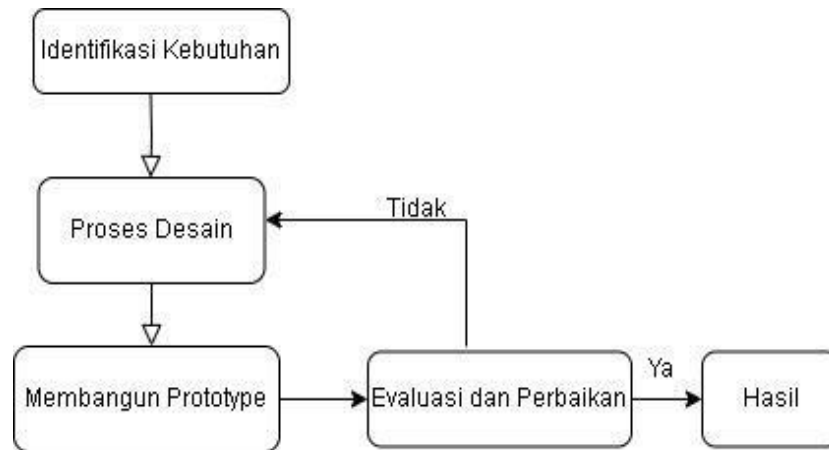 Identifikasi Kebutuhan
Proses Desain
Tidak
Membangun Prototype
Evaluasi dan Perbaikan
Ya
Hasil